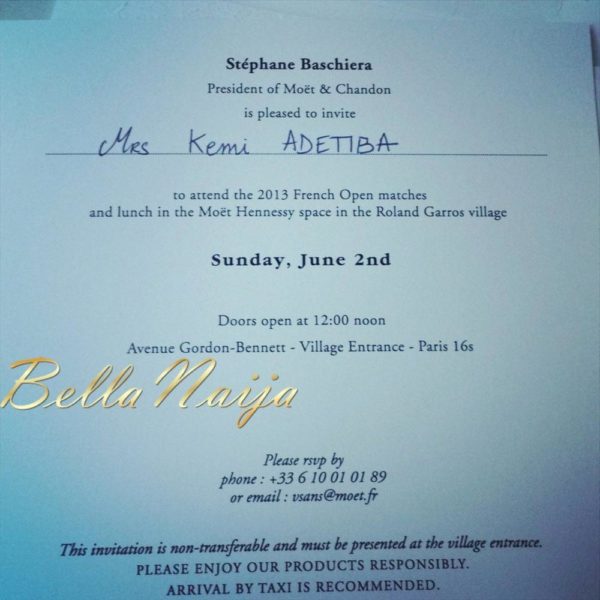 Stéphane Baschiera
President of Moët & Chandon
is pleased to invite
Mrs Kemi ADETIBA
to attend the 2013 French Open matches
and lunch in the Moët Hennessy space in the Roland Garros village
Sunday, June 2nd
Doors open at 12:00 noon
Avenue Gordon-Bennett - Village Entrance - Paris 16s
BellaNaija
Please rsvp by
phone : +33 6 10 01 01 89
or email : vsans@moet.fr
This invitation is non-transferable and must be presented at the village entrance.
PLEASE ENJOY OUR PRODUCTS RESPONSIBLY.
ARRIVAL BY TAXI IS RECOMMENDED.